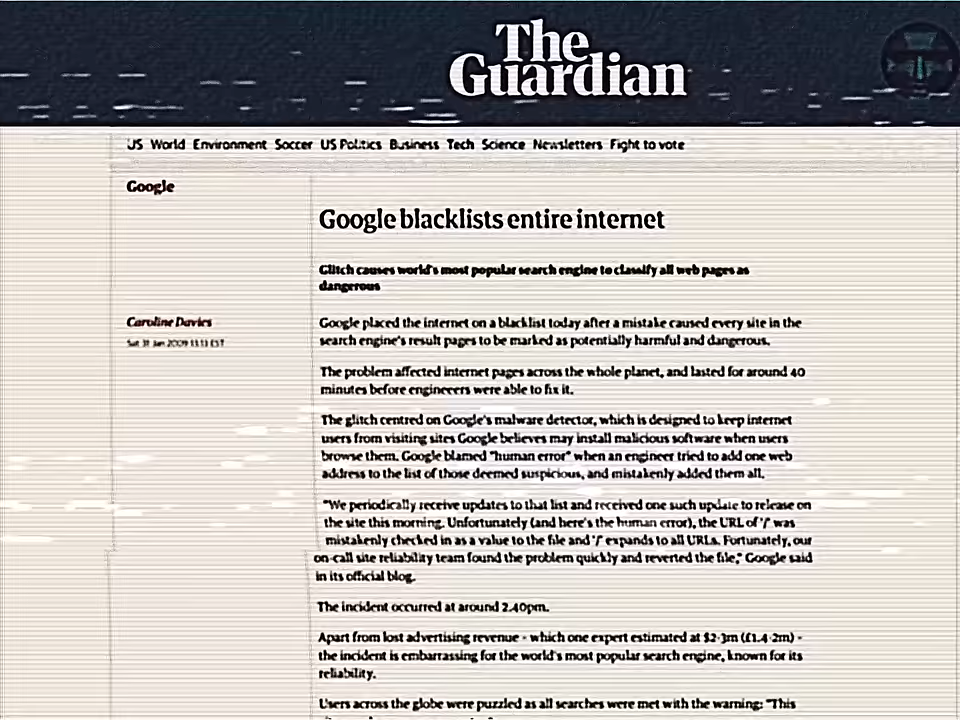 The
Guardian
US World Environment Soccer US Politics Business Tech Science Newsletters Fight to vote
Google
Google blacklists entire internet
Glitch causes world's most popular search engine to classify all web pages as
dangerous
Caroline Davies
Sat 31 Jan 2009 13.13 EST
Google placed the internet on a blacklist today after a mistake caused every site in the
search engine's result pages to be marked as potentially harmful and dangerous.
The problem affected internet pages across the whole planet, and lasted for around 40
minutes before engineeers were able to fix it.
The glitch centred on Google's malware detector, which is designed to keep internet
users from visiting sites Google believes may install malicious software when users
browse them. Google blamed "human error" when an engineer tried to add one web
address to the list of those deemed suspicious, and mistakenly added them all.
"We periodically receive updates to that list and received one such update to release on
the site this morning. Unfortunately (and here's the human error), the URL of '/' was
mistakenly checked in as a value to the file and '/' expands to all URLs. Fortunately, our
on-call site reliability team found the problem quickly and reverted the file," Google said
in its official blog.
The incident occurred at around 2.40pm.
Apart from lost advertising revenue - which one expert estimated at $2-3m (£1.4-2m) -
the incident is embarrassing for the world's most popular search engine, known for its
reliability.
Users across the globe were puzzled as all searches were met with the warning: "This